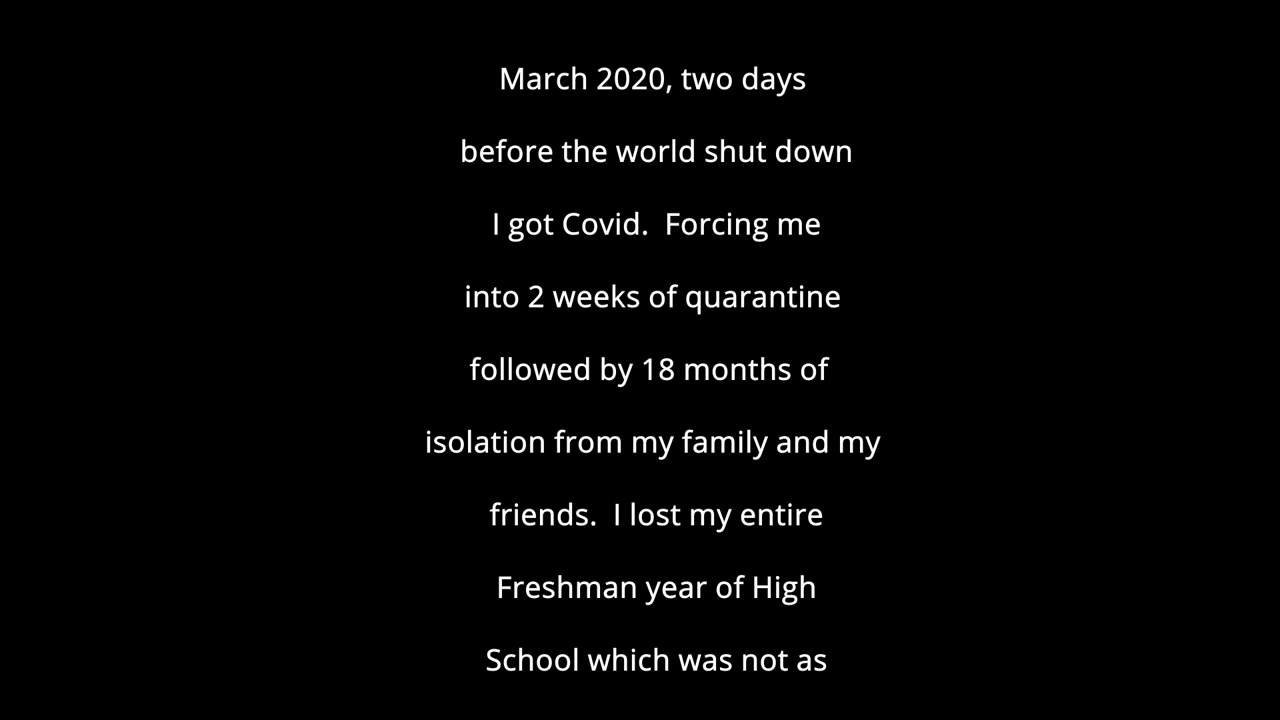 March 2020, two days
before the world shut down
I got Covid.  Forcing me
into 2 weeks of quarantine
followed by 18 months of
isolation from my family and my
friends.  I lost my entire
Freshman year of High
School which was not as